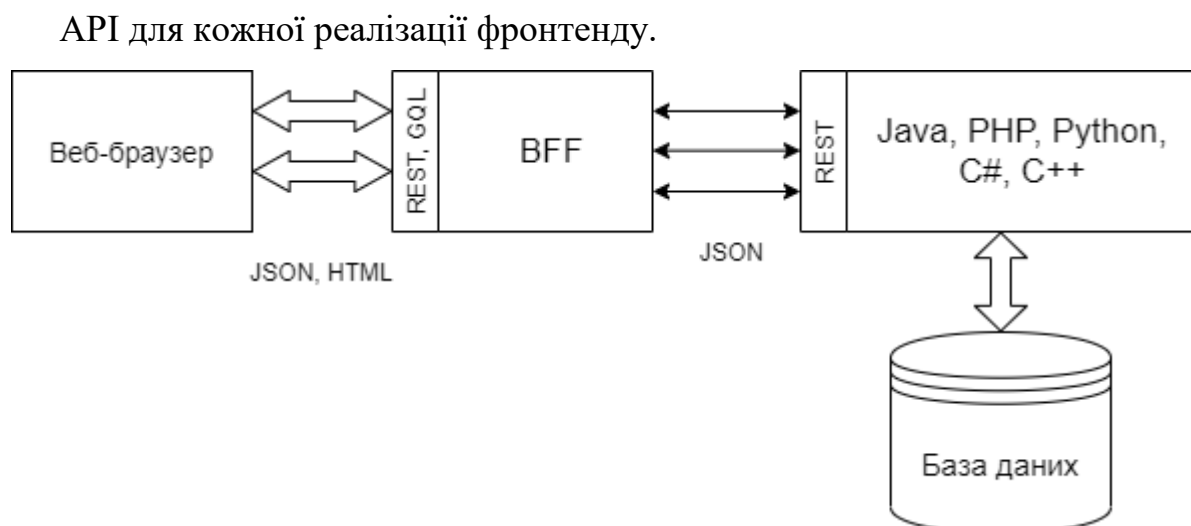 API для кожної реалізації фронтенду.
Веб-браузер
REST, GQL
BFF
REST
Java, PHP, Python,
C#, C++
JSON, HTML
JSON
База даних